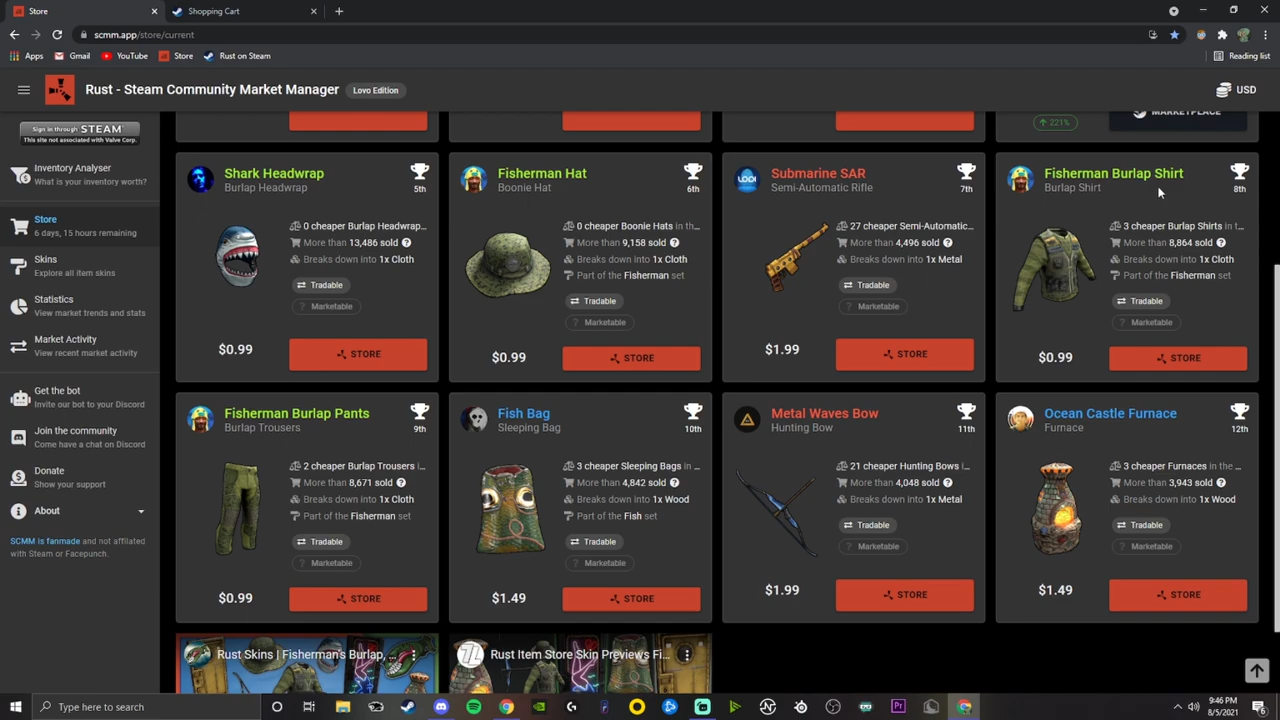 Store
Shopping Cart
scmm.app/store/current
Apps
Gmail
YouTube
Store
Rust on Steam
Reading list
Rust - Steam Community Market Manager
Lovo Edition
USD
Sign in through STEAM
This site not associated with Valve Corp.
Inventory Analyser
What is your inventory worth?
Store
6 days, 15 hours remaining
Skins
Explore all item skins
Statistics
View market trends and stats
Market Activity
View recent market activity
Get the bot
Invite our bot to your Discord
Join the community
Come have a chat on Discord
Donate
Show your support
About
SCMM is fanmade and not affiliated
with Steam or Facepunch.
221%
MARKETPLACE
Shark Headwrap
Burlap Headwrap
5th
0 cheaper Burlap Headwrap...
More than 13,486 sold
Breaks down into 1x Cloth
Tradable
? Marketable
$0.99
STORE
Fisherman Hat
Boonie Hat
6th
0 cheaper Boonie Hats in th...
More than 9,158 sold
Breaks down into 1x Cloth
Part of the Fisherman set
Tradable
? Marketable
$0.99
STORE
Submarine SAR
Semi-Automatic Rifle
7th
27 cheaper Semi-Automatic...
More than 4,496 sold
Breaks down into 1x Metal
Tradable
? Marketable
$1.99
STORE
Fisherman Burlap Shirt
Burlap Shirt
8th
3 cheaper Burlap Shirts in t...
More than 8,864 sold
Breaks down into 1x Cloth
Part of the Fisherman set
Tradable
? Marketable
$0.99
STORE
Fisherman Burlap Pants
Burlap Trousers
9th
2 cheaper Burlap Trousers i...
More than 8,671 sold
Breaks down into 1x Cloth
Part of the Fisherman set
Tradable
? Marketable
$0.99
STORE
Fish Bag
Sleeping Bag
10th
3 cheaper Sleeping Bags in ...
More than 4,842 sold
Breaks down into 1x Wood
Part of the Fish set
Tradable
? Marketable
$1.49
STORE
Metal Waves Bow
Hunting Bow
11th
21 cheaper Hunting Bows i...
More than 4,048 sold
Breaks down into 1x Metal
Tradable
? Marketable
$1.99
STORE
Ocean Castle Furnace
Furnace
12th
3 cheaper Furnaces in the ...
More than 3,943 sold
Breaks down into 1x Wood
Tradable
? Marketable
$1.49
STORE
Rust Skins | Fisherman's Burlap, ...
Rust Item Store Skin Previews Fi...
Type here to search
9:46 PM
8/5/2021